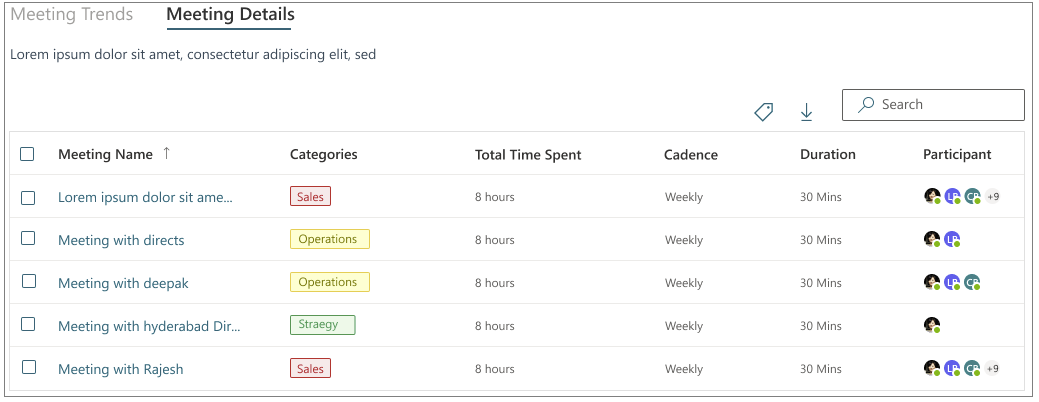 Meeting Trends Meeting Details
Lorem ipsum dolor sit amet, consectetur adipiscing elit, sed
Search
Meeting Name ↑ Categories Total Time Spent Cadence Duration Participant
Lorem ipsum dolor sit ame... Sales 8 hours Weekly 30 Mins LP CP +9
Meeting with directs Operations 8 hours Weekly 30 Mins LP
Meeting with deepak Operations 8 hours Weekly 30 Mins LP CP
Meeting with hyderabad Dir... Straegy 8 hours Weekly 30 Mins
Meeting with Rajesh Sales 8 hours Weekly 30 Mins LP CP +9